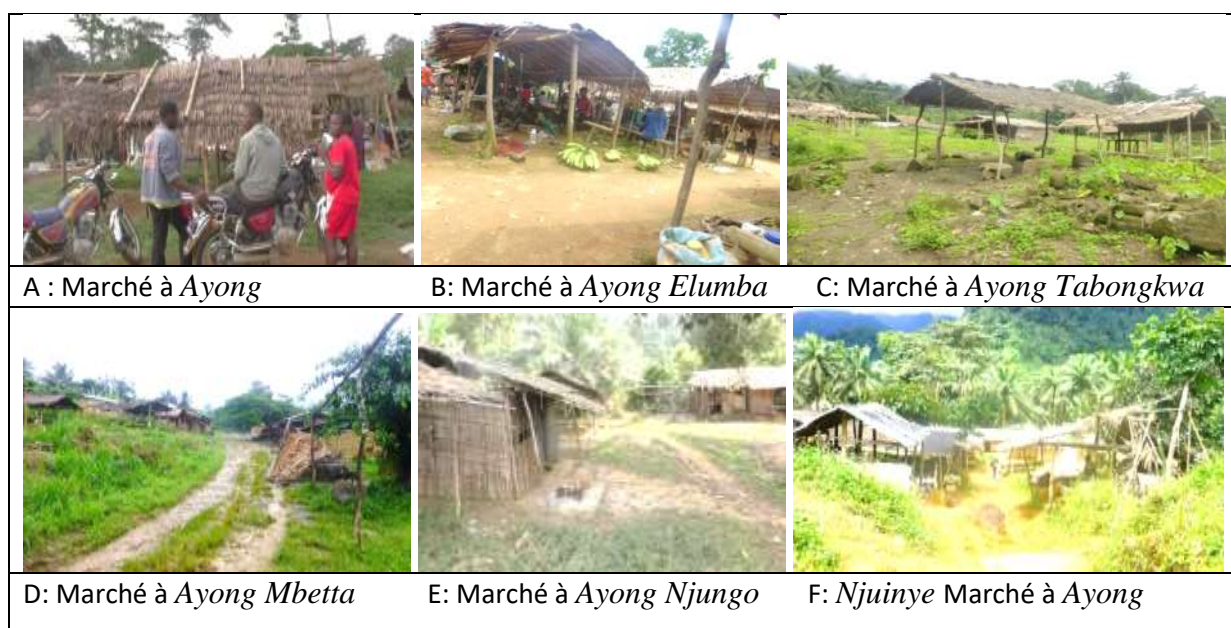 A : Marché à Ayong
B: Marché à Ayong Elumba
C: Marché à Ayong Tabongkwa
D: Marché à Ayong Mbetta
E: Marché à Ayong Njungo
F: Njuinye Marché à Ayong